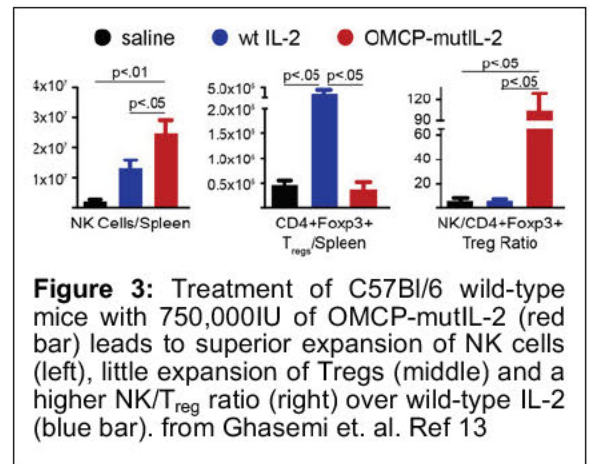 saline wt IL-2 OMCP-mutIL-2
p<.01
p<.05
4x10⁷
3x10⁷
2x10⁷
1x10⁷
NK Cells/Spleen
p<.05 p<.05
5.0x10⁶
2.0x10⁶
1.5x10⁶
1.0x10⁶
0.5x10⁶
CD4+Foxp3+
Tregs/Spleen
p<.05
p<.05
120
90
60
40
20
NK/CD4+Foxp3+
Treg Ratio
Figure 3: Treatment of C57Bl/6 wild-type
mice with 750,000IU of OMCP-mutIL-2 (red
bar) leads to superior expansion of NK cells
(left), little expansion of Tregs (middle) and a
higher NK/Treg ratio (right) over wild-type IL-2
(blue bar). from Ghasemi et. al. Ref 13